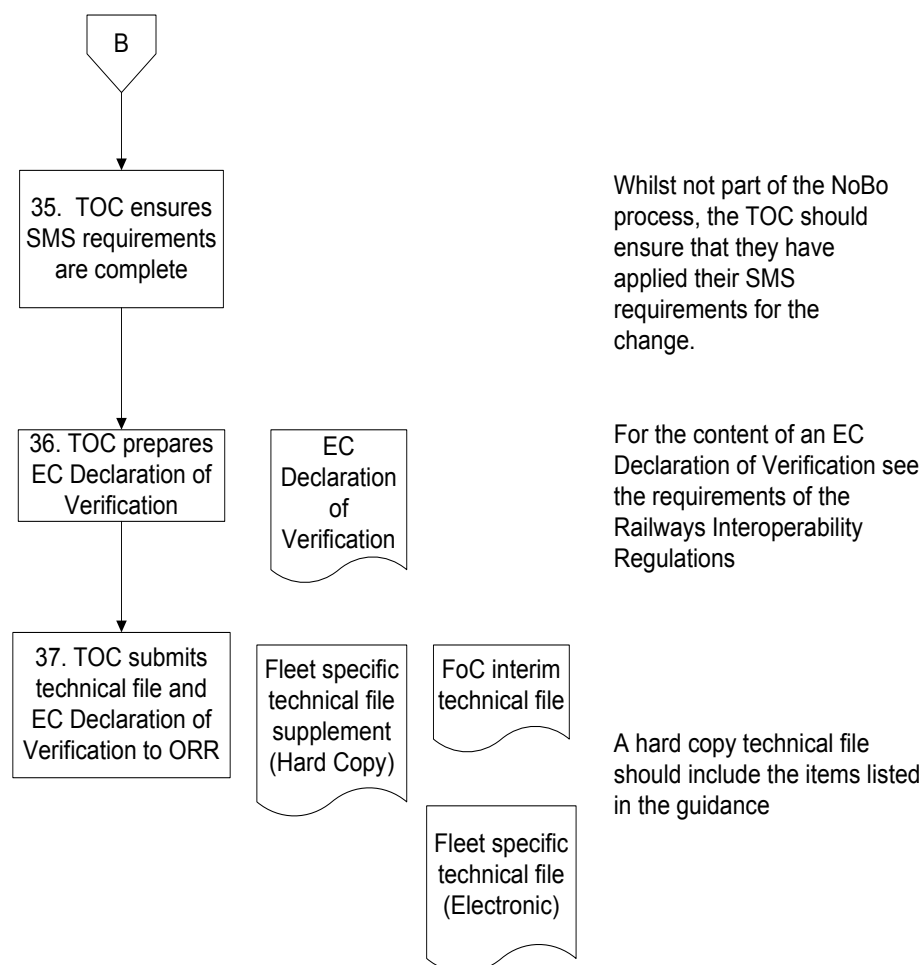 B
35. TOC ensures
SMS requirements
are complete
Whilst not part of the NoBo
process, the TOC should
ensure that they have
applied their SMS
requirements for the
change.
36. TOC prepares
EC Declaration of
Verification
EC
Declaration
of
Verification
For the content of an EC
Declaration of Verification see
the requirements of the
Railways Interoperability
Regulations
37. TOC submits
technical file and
EC Declaration of
Verification to ORR
Fleet specific
technical file
supplement
(Hard Copy)
FoC interim
technical file
A hard copy technical file
should include the items listed
in the guidance
Fleet specific
technical file
(Electronic)